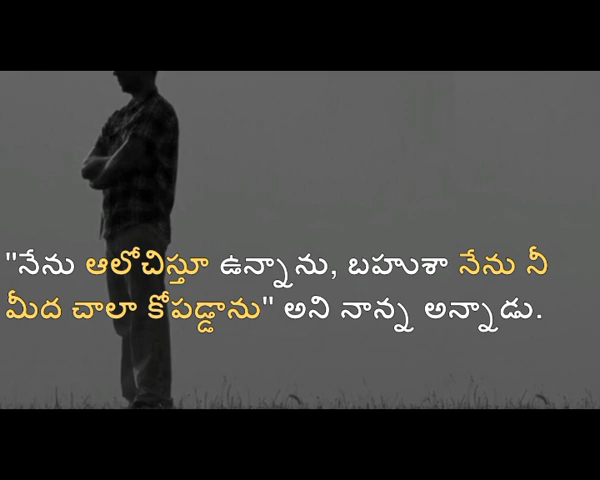 "నేను ఆలోచిస్తూ ఉన్నాను, బహుశా నేను నీ
మీద చాలా కోపడ్డాను" అని నాన్న అన్నాడు.